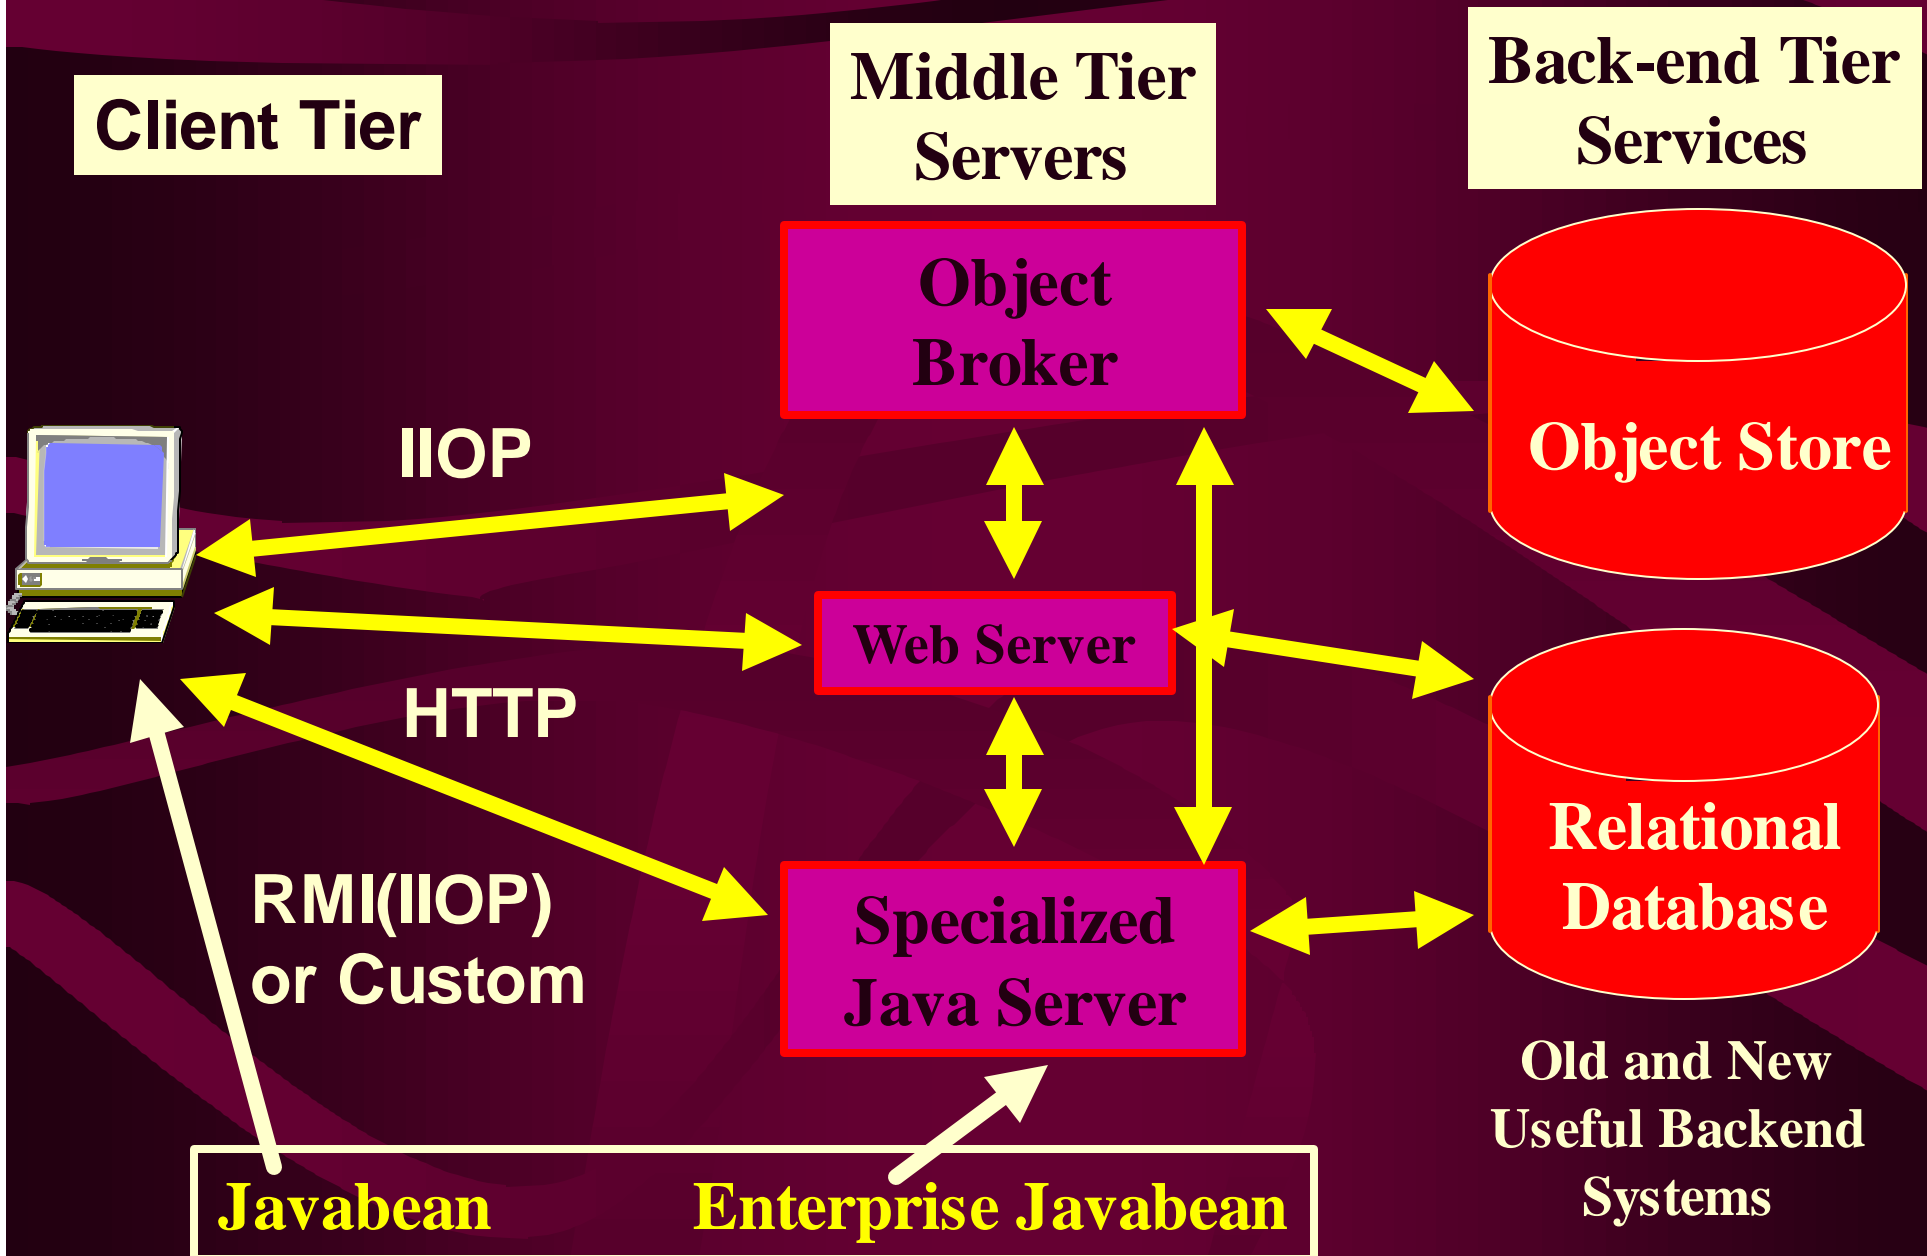 Client Tier
Middle Tier
Servers
Back-end Tier
Services
Object
Broker
Object Store
IIOP
Web Server
HTTP
Relational
Database
RMI(IIOP)
or Custom
Specialized
Java Server
Old and New
Useful Backend
Systems
Javabean
Enterprise Javabean